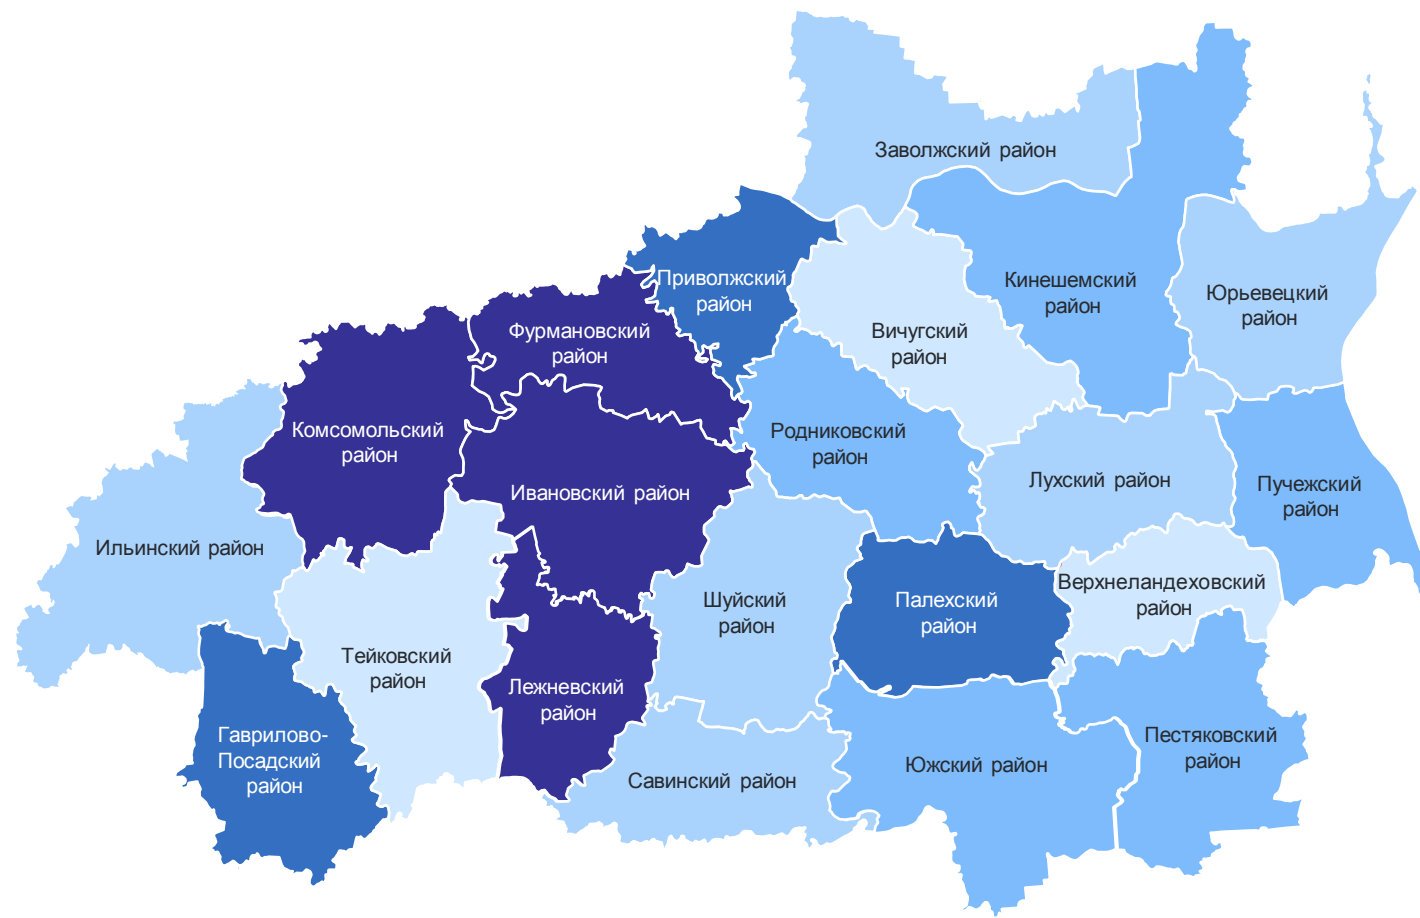 Заволжский район
Приволжский
район
Кинешемский
район
Юрьевецкий
район
Фурмановский
район
Вичугский
район
Комсомольский
район
Родниковский
район
Ивановский район
Лухский район
Пучежский
район
Ильинский район
Шуйский
район
Палехский
район
Верхнеландеховский
район
Тейковский
район
Лежневский
район
Гаврилово-
Посадский
район
Савинский район
Южский район
Пестяковский
район